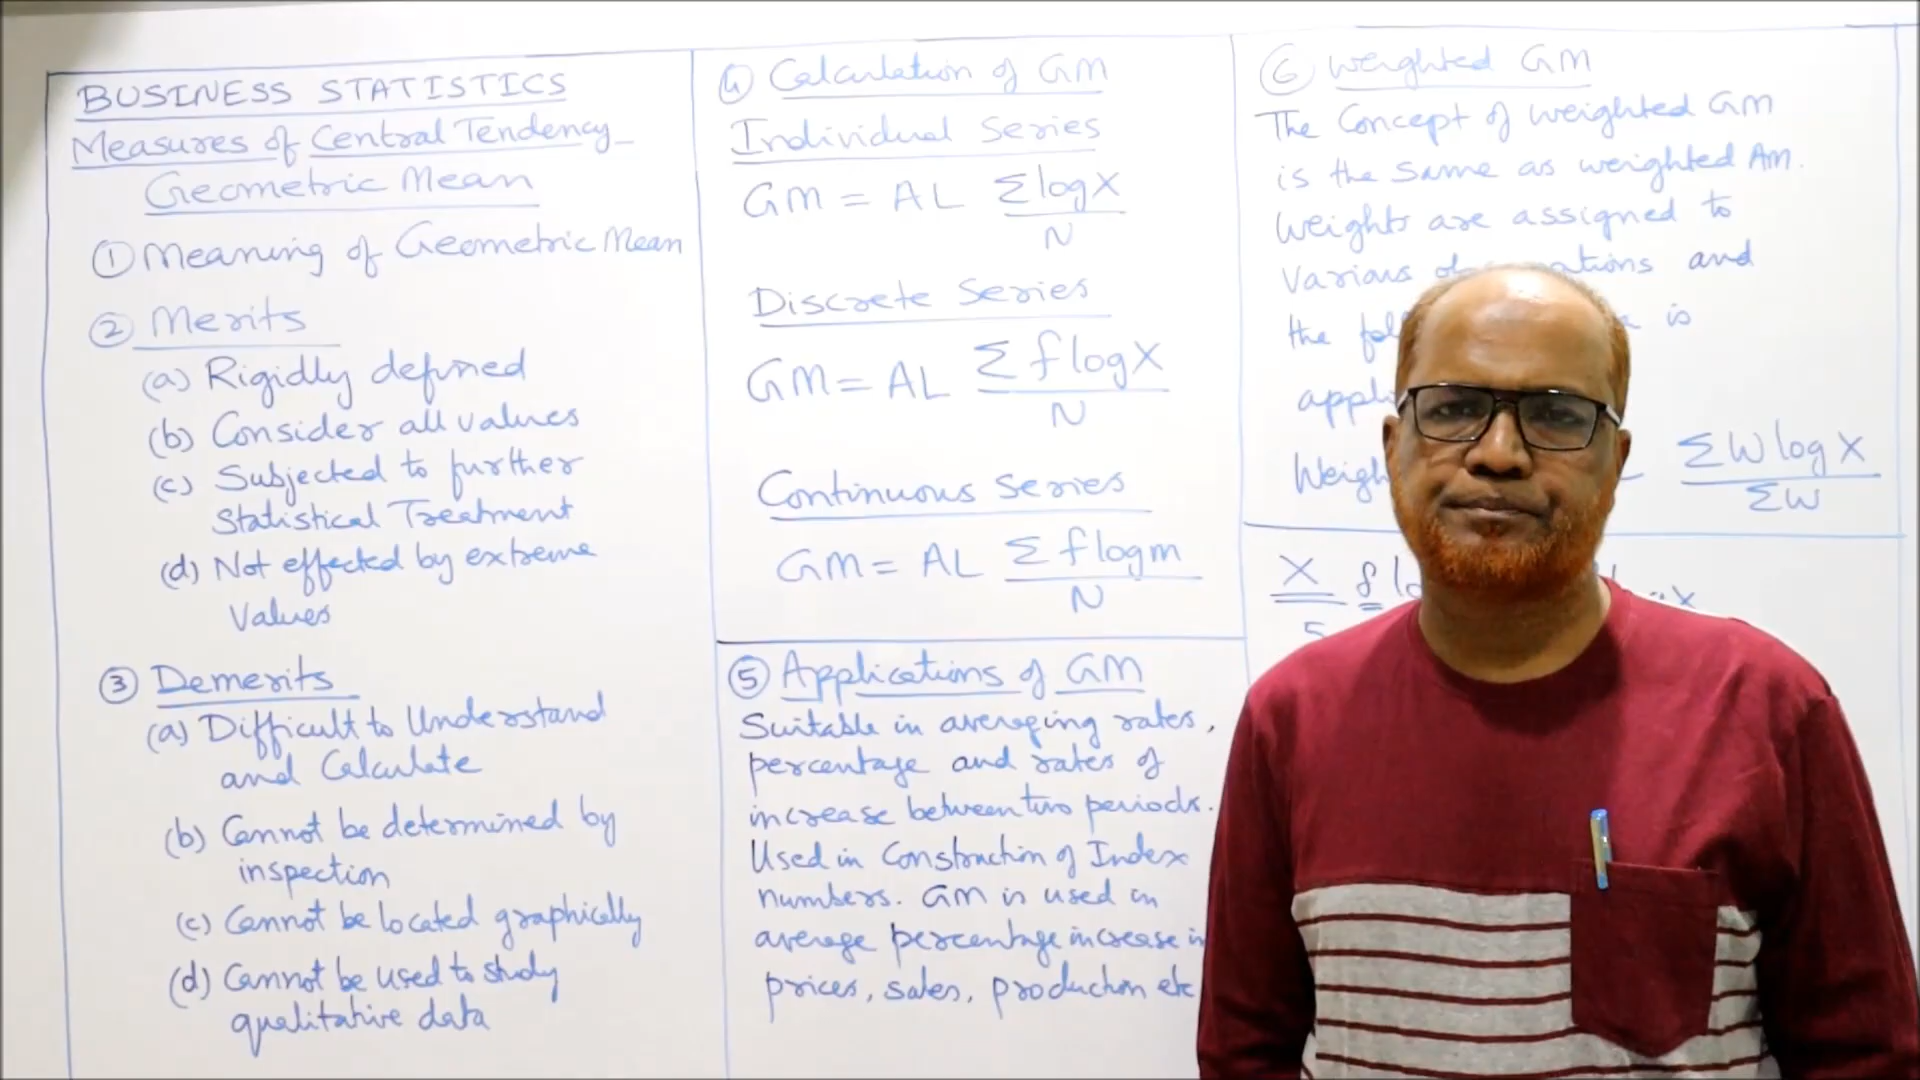 BUSINESS STATISTICS
Measures of Central Tendency-
Geometric Mean
① Meaning of Geometric Mean
② Merits
(a) Rigidly defined
(b) Consider all values
(c) Subjected to further
Statistical Treatment
(d) Not effected by extreme
Values
③ Demerits
(a) Difficult to Understand
and Calculate
(b) Cannot be determined by
inspection
(c) Cannot be located graphically
(d) Cannot be used to study
qualitative data
④ Calculation of GM
Individual Series
GM = AL Σ log X / N
Discrete Series
GM = AL Σ f log X / N
Continuous Series
GM = AL Σ f log m / N
⑤ Applications of GM
Suitable in averaging rates,
percentage and rates of
increase between two periods.
Used in Construction of Index
numbers. GM is used in
average percentage increase in
prices, sales, production etc
⑥ Weighted GM
The Concept of Weighted GM
is the same as weighted AM.
Weights are assigned to
Various and
the is
Σ W log X / Σ W
X f
5
X